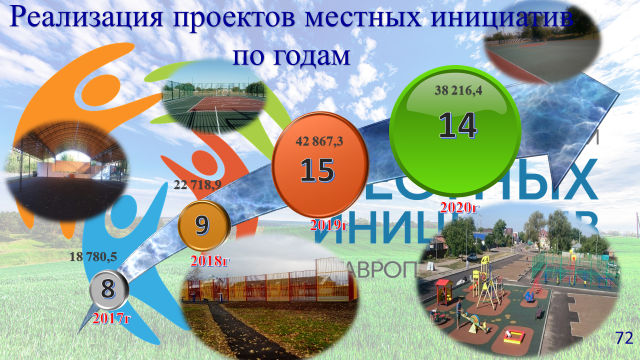 Реализация проектов местных инициатив
по годам
38 216,4
14
42 867,3
15
2020г
22 718,9
2019г
9
ИНИЦИ
2018г
18 780,5
8
2017г
72